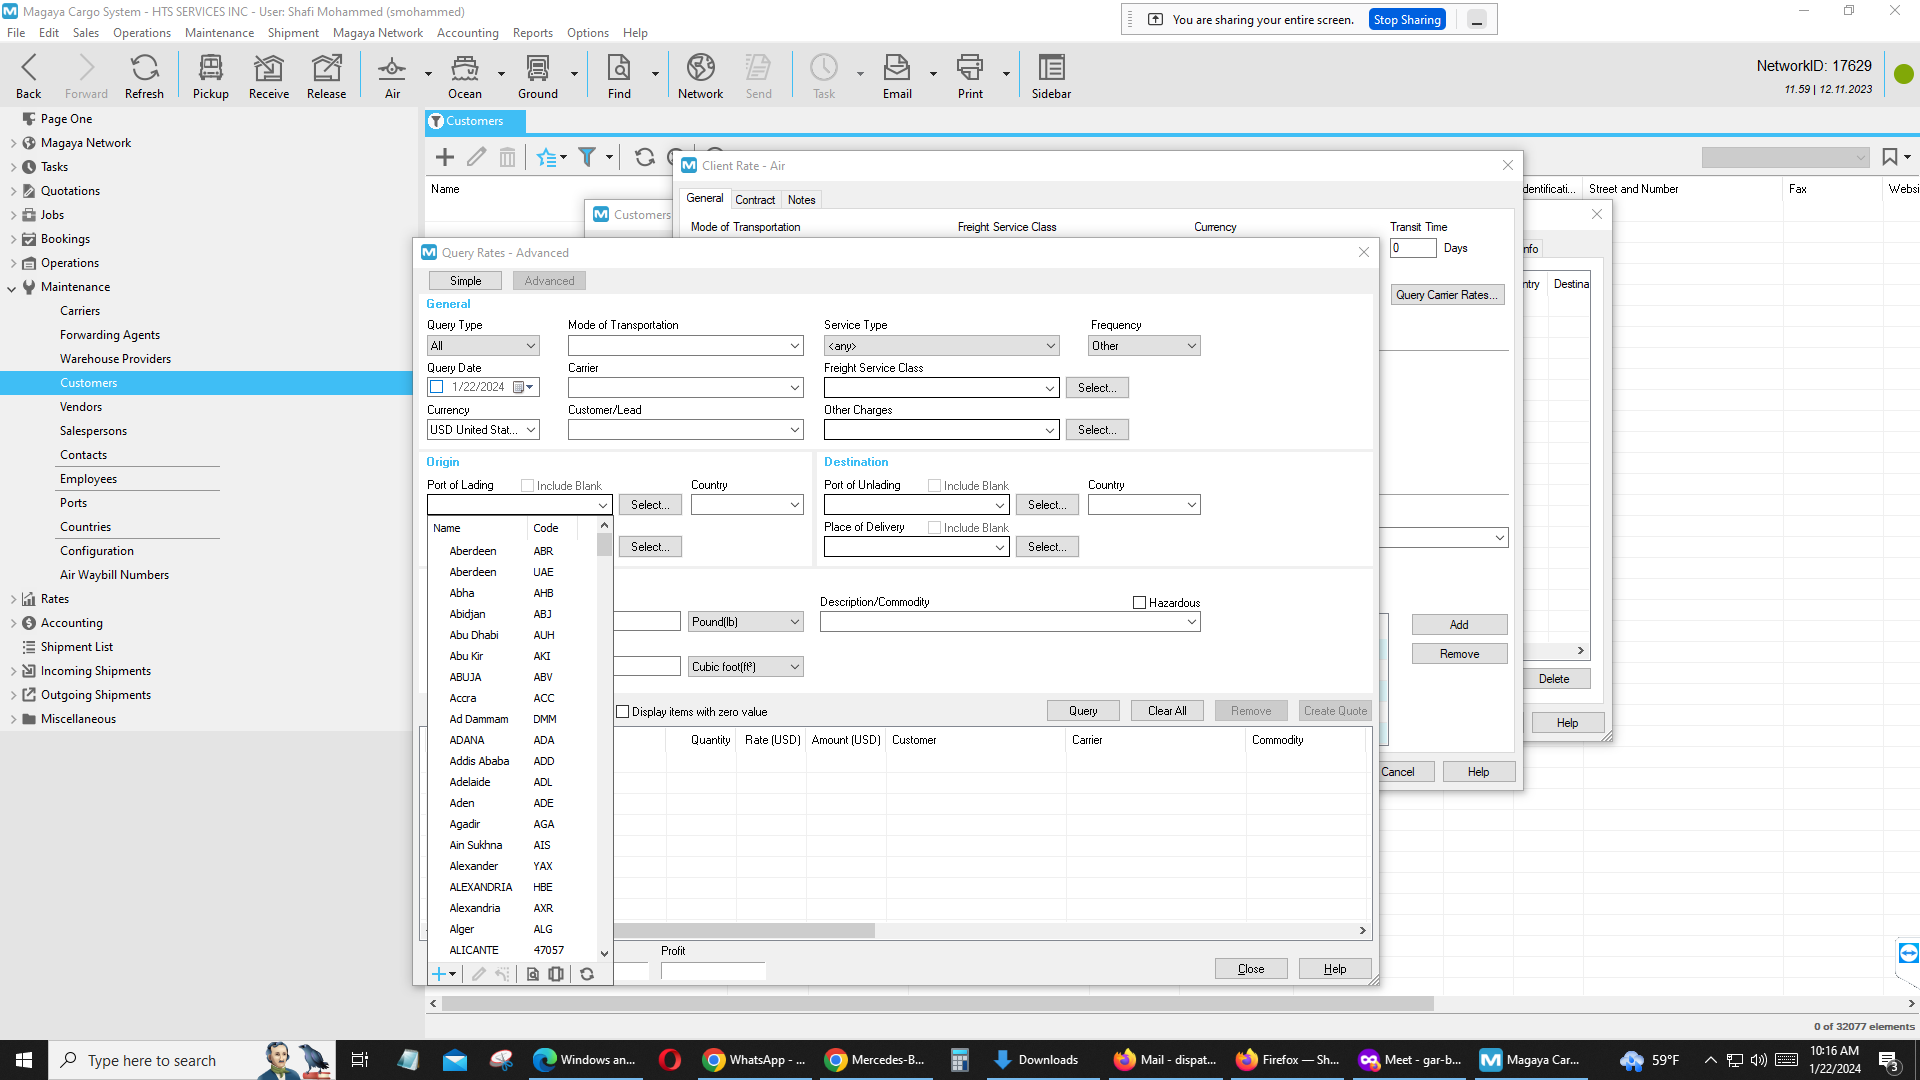 Magaya Cargo System - HTS SERVICES INC - User: Shafi Mohammed (smohammed)
You are sharing your entire screen.
Stop Sharing
File Edit Sales Operations Maintenance Shipment Magaya Network Accounting Reports Options Help
Back Forward Refresh Pickup Receive Release Air Ocean Ground Find Network Send Task Email Print Sidebar
NetworkID: 17629
11.59 | 12.11.2023
Page One
Magaya Network
Tasks
Quotations
Jobs
Bookings
Operations
Maintenance
Carriers
Forwarding Agents
Warehouse Providers
Customers
Vendors
Salespersons
Contacts
Employees
Ports
Countries
Configuration
Air Waybill Numbers
Rates
Accounting
Shipment List
Incoming Shipments
Outgoing Shipments
Miscellaneous
Customers
Name
Street and Number Fax
Customers
Client Rate - Air
General Contract Notes
Mode of Transportation Freight Service Class Currency Transit Time
0 Days
Query Carrier Rates...
Add
Remove
Cancel Help
Delete
Help
Query Rates - Advanced
Simple Advanced
General
Query Type Mode of Transportation Service Type Frequency
All <any> Other
Query Date Carrier Freight Service Class
1/22/2024 Select...
Currency Customer/Lead Other Charges
USD United Stat... Select...
Origin Destination
Port of Lading Include Blank Country Port of Unlading Include Blank Country
Select... Select...
Place of Delivery Include Blank
Select... Select...
Name Code
Aberdeen ABR
Aberdeen UAE
Abha AHB
Abidjan ABJ
Abu Dhabi AUH
Abu Kir AKI
ABUJA ABV
Accra ACC
Ad Dammam DMM
ADANA ADA
Addis Ababa ADD
Adelaide ADL
Aden ADE
Agadir AGA
Ain Sukhna AIS
Alexander YAX
ALEXANDRIA HBE
Alexandria AXR
Alger ALG
ALICANTE 47057
Description/Commodity Hazardous
Pound(lb)
Cubic foot(ft³)
Display items with zero value Query Clear All Remove Create Quote
Quantity Rate (USD) Amount (USD) Customer Carrier Commodity
Profit
Close Help
0 of 32077 elements
Type here to search
Windows an...
WhatsApp - ...
Mercedes-B...
Downloads
Mail - dispat...
Firefox — Sh...
Meet - gar-b...
Magaya Car...
59°F
10:16 AM
1/22/2024
3